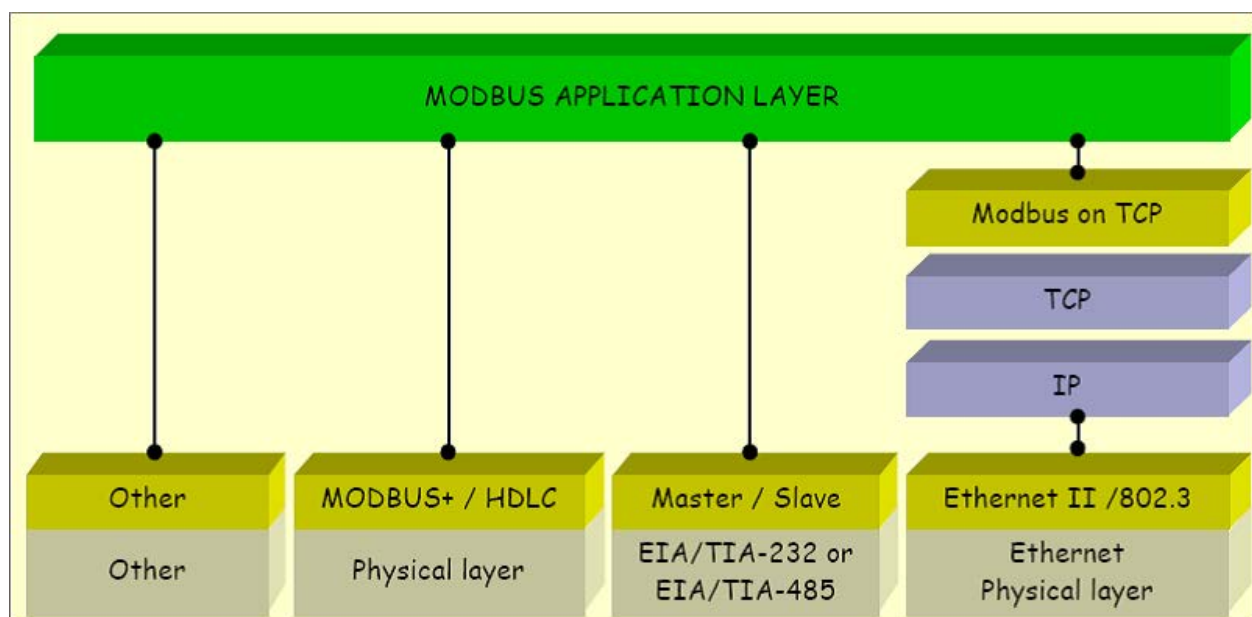 MODBUS APPLICATION LAYER
Modbus on TCP
TCP
IP
Other
MODBUS+ / HDLC
Master / Slave
Ethernet II /802.3
Other
Physical layer
EIA/TIA-232 or
EIA/TIA-485
Ethernet
Physical layer